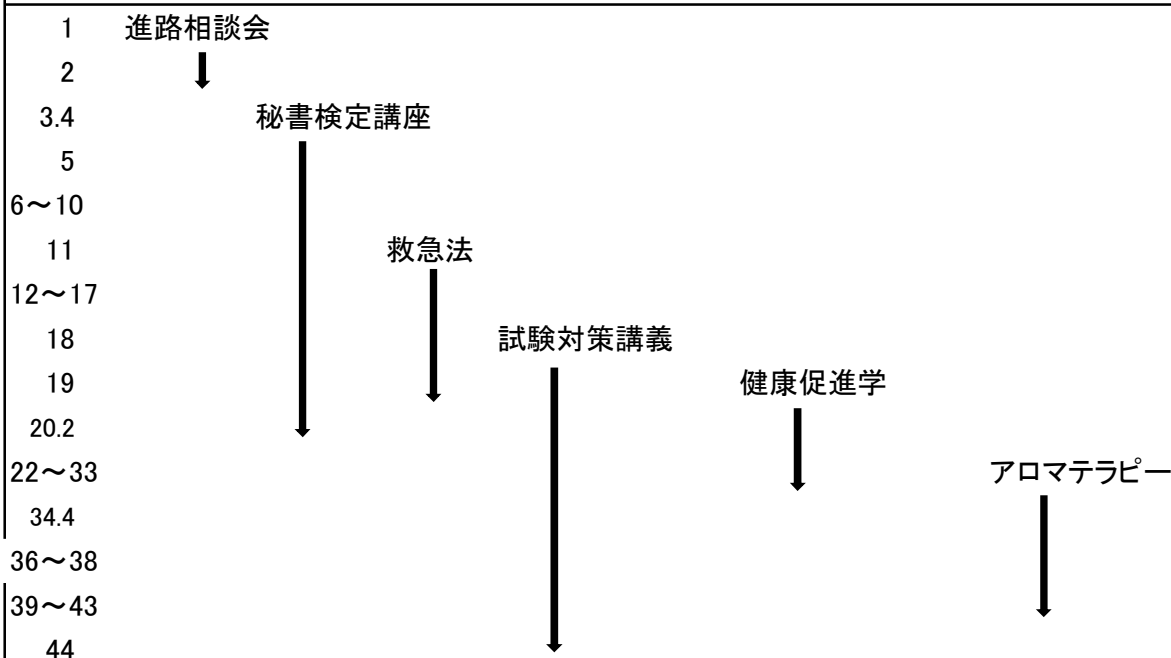 1 進路相談会
2
3.4 秘書検定講座
5
6～10
11 救急法
12～17
18 試験対策講義
19 健康促進学
20.2
22～33 アロマテラピー
34.4
36～38
39～43
44